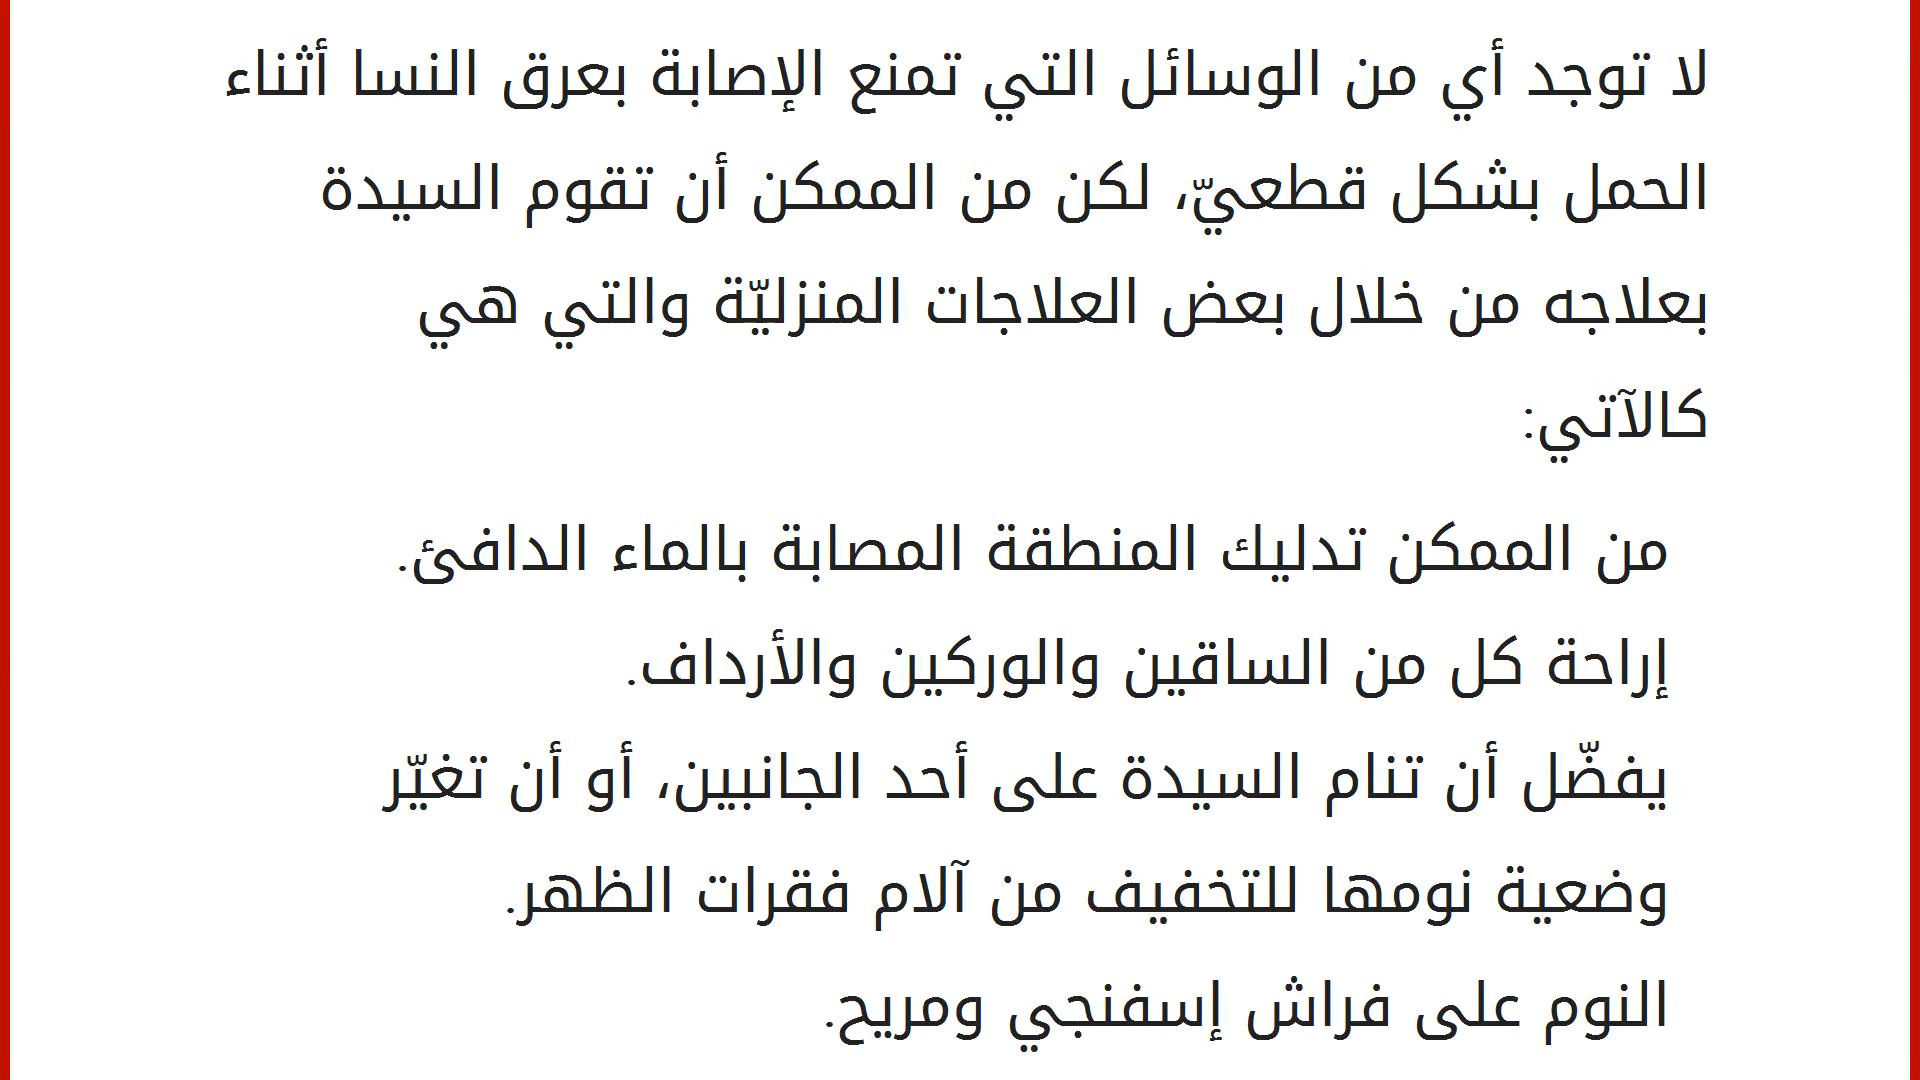 لا توجد أي من الوسائل التي تمنع الإصابة بعرق النسا أثناء
الحمل بشكل قطعيّ، لكن من الممكن أن تقوم السيدة
بعلاجه من خلال بعض العلاجات المنزليّة والتي هي
كالآتي:
من الممكن تدليك المنطقة المصابة بالماء الدافئ.
إراحة كل من الساقين والوركين والأرداف.
يفضّل أن تنام السيدة على أحد الجانبين، أو أن تغيّر
وضعية نومها للتخفيف من آلام فقرات الظهر.
النوم على فراش إسفنجي ومريح.